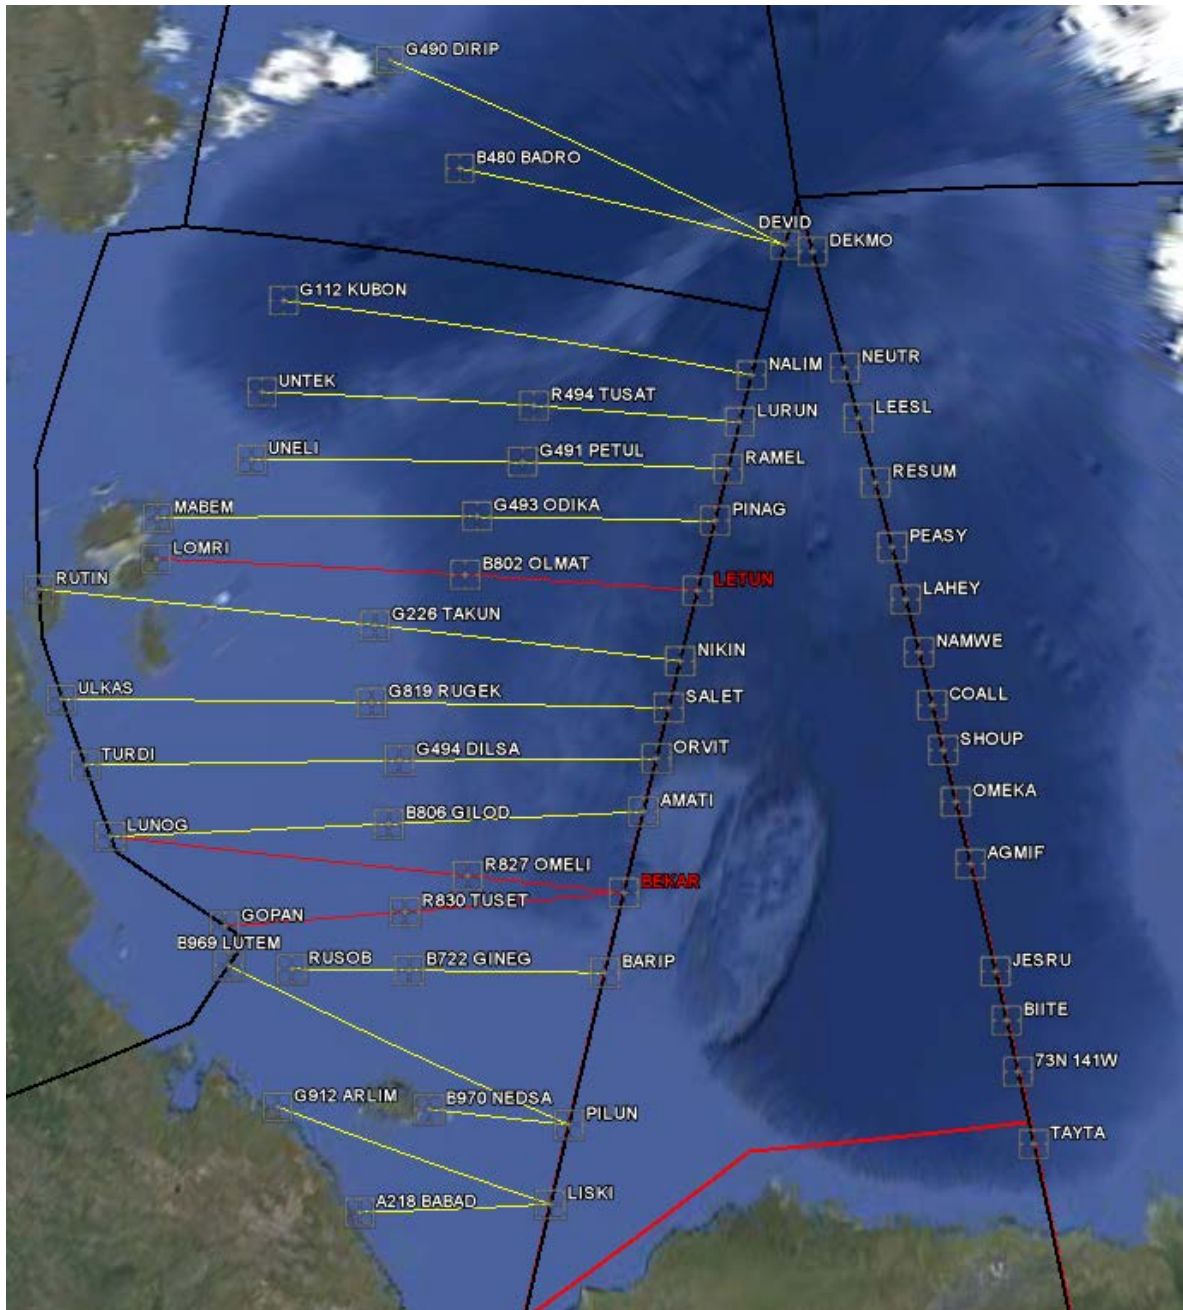 G490 DIRIP
B480 BADRO
DEVID
DEKMO
G112 KUBON
NALIM
NEUTR
UNTEK
R494 TUSAT
LURUN
LEESL
UNELI
G491 PETUL
RAMEL
RESUM
MABEM
G493 ODIKA
PINAG
PEASY
LOMRI
B802 OLMAT
LETUN
RUTIN
LAHEY
G226 TAKUN
NIKIN
NAMWE
ULKAS
G819 RUGEK
SALET
COALL
TURDI
G494 DILSA
ORVIT
SHOUP
LUNOG
B806 GILOD
AMATI
OMEKA
R827 OMELI
BEKAR
AGMIF
GOPAN
R830 TUSET
B969 LUTEM
RUSOB
B722 GINEG
BARIP
JESRU
BIITE
73N 141W
G912 ARLIM
B970 NEDSA
PILUN
TAYTA
A218 BABAD
LISKI